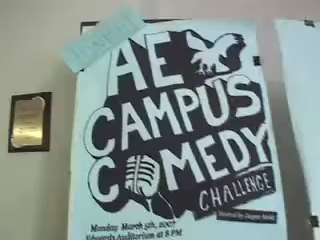 AE
CAMPUS
COMEDY
CHALLENGE
Monday March 5th, 2007
Edwards Auditorium at 8 PM